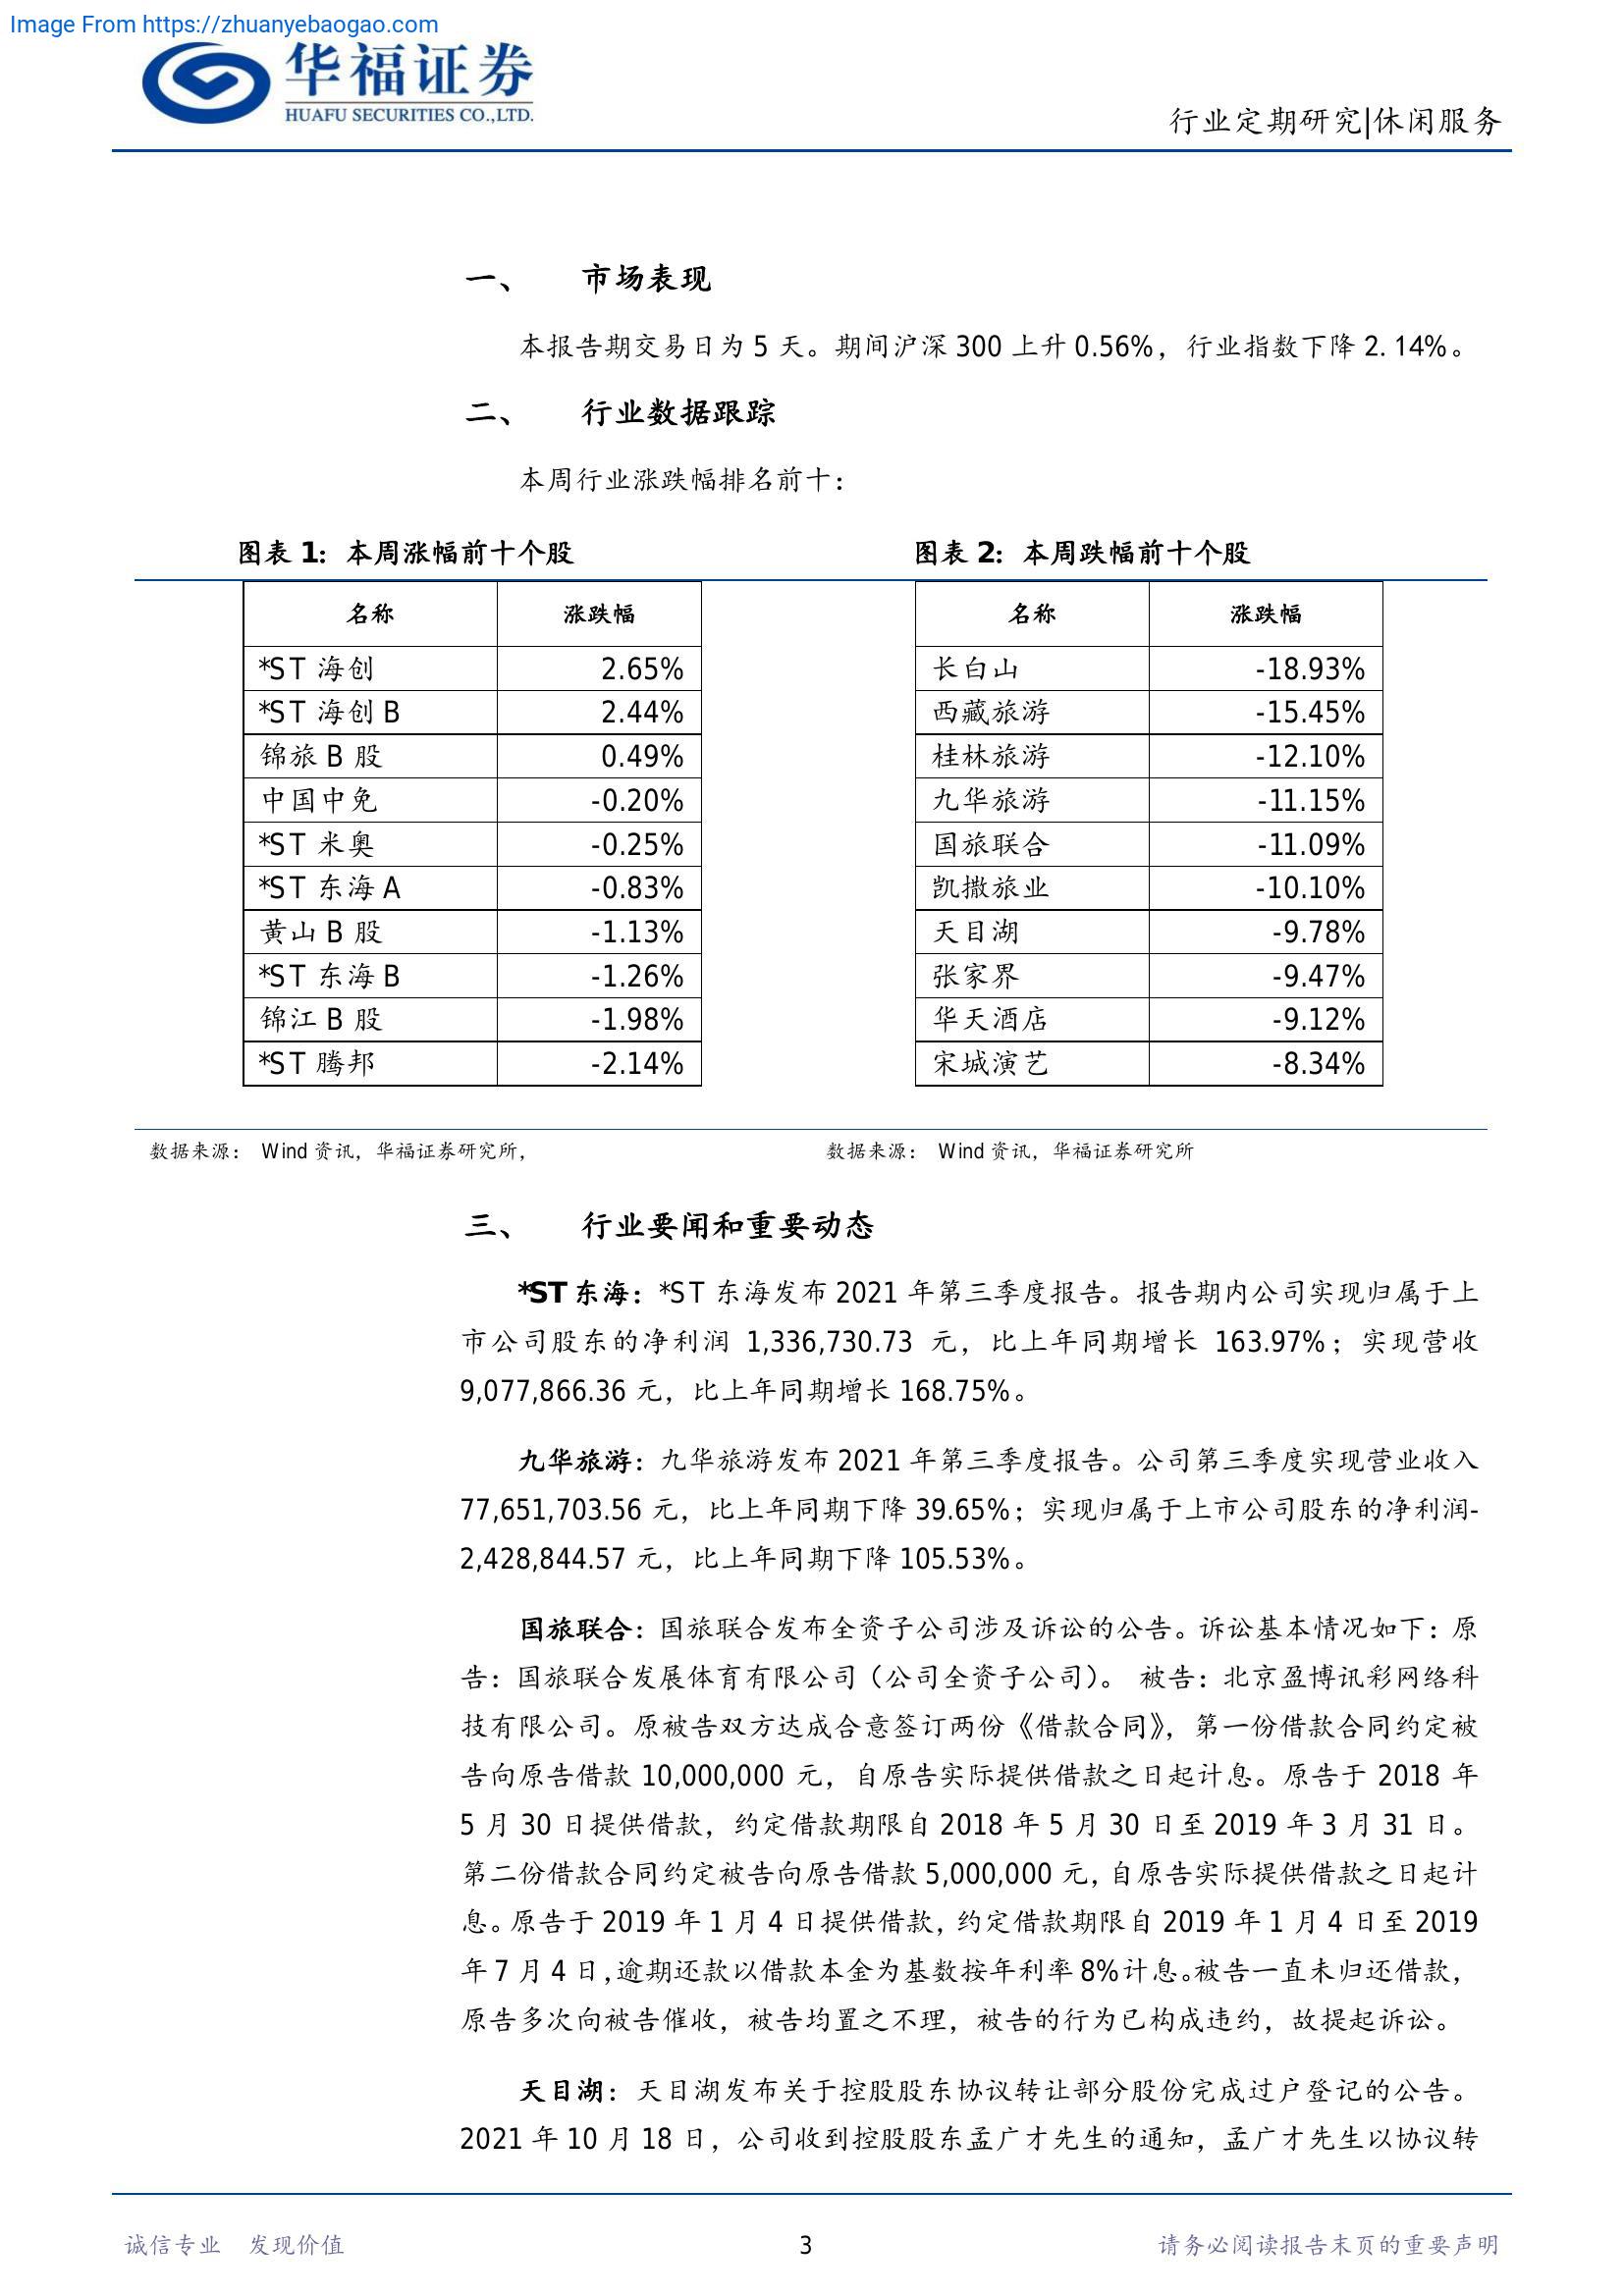 Image From https://zhuanyebaogao.com
华福证券
HUAFU SECURITIES CO.,LTD.
行业定期研究|休闲服务
一、 市场表现
本报告期交易日为 5 天。期间沪深 300 上升 0.56%，行业指数下降 2. 14%。
二、 行业数据跟踪
本周行业涨跌幅排名前十：
图表 1：本周涨幅前十个股
名称 涨跌幅
*ST 海创 2.65%
*ST 海创 B 2.44%
锦旅 B 股 0.49%
中国中免 -0.20%
*ST 米奥 -0.25%
*ST 东海 A -0.83%
黄山 B 股 -1.13%
*ST 东海 B -1.26%
锦江 B 股 -1.98%
*ST 腾邦 -2.14%
数据来源： Wind 资讯，华福证券研究所，
图表 2：本周跌幅前十个股
名称 涨跌幅
长白山 -18.93%
西藏旅游 -15.45%
桂林旅游 -12.10%
九华旅游 -11.15%
国旅联合 -11.09%
凯撒旅业 -10.10%
天目湖 -9.78%
张家界 -9.47%
华天酒店 -9.12%
宋城演艺 -8.34%
数据来源： Wind 资讯，华福证券研究所
三、 行业要闻和重要动态
*ST 东海：*ST 东海发布 2021 年第三季度报告。报告期内公司实现归属于上
市公司股东的净利润 1,336,730.73 元，比上年同期增长 163.97%；实现营收
9,077,866.36 元，比上年同期增长 168.75%。
九华旅游：九华旅游发布 2021 年第三季度报告。公司第三季度实现营业收入
77,651,703.56 元，比上年同期下降 39.65%；实现归属于上市公司股东的净利润-
2,428,844.57 元，比上年同期下降 105.53%。
国旅联合：国旅联合发布全资子公司涉及诉讼的公告。诉讼基本情况如下：原
告：国旅联合发展体育有限公司（公司全资子公司）。 被告：北京盈博讯彩网络科
技有限公司。原被告双方达成合意签订两份《借款合同》，第一份借款合同约定被
告向原告借款 10,000,000 元，自原告实际提供借款之日起计息。原告于 2018 年
5 月 30 日提供借款，约定借款期限自 2018 年 5 月 30 日至 2019 年 3 月 31 日。
第二份借款合同约定被告向原告借款 5,000,000 元，自原告实际提供借款之日起计
息。原告于 2019 年 1 月 4 日提供借款，约定借款期限自 2019 年 1 月 4 日至 2019
年 7 月 4 日，逾期还款以借款本金为基数按年利率 8%计息。被告一直未归还借款，
原告多次向被告催收，被告均置之不理，被告的行为已构成违约，故提起诉讼。
天目湖：天目湖发布关于控股股东协议转让部分股份完成过户登记的公告。
2021 年 10 月 18 日，公司收到控股股东孟广才先生的通知，孟广才先生以协议转
诚信专业 发现价值
3
请务必阅读报告末页的重要声明